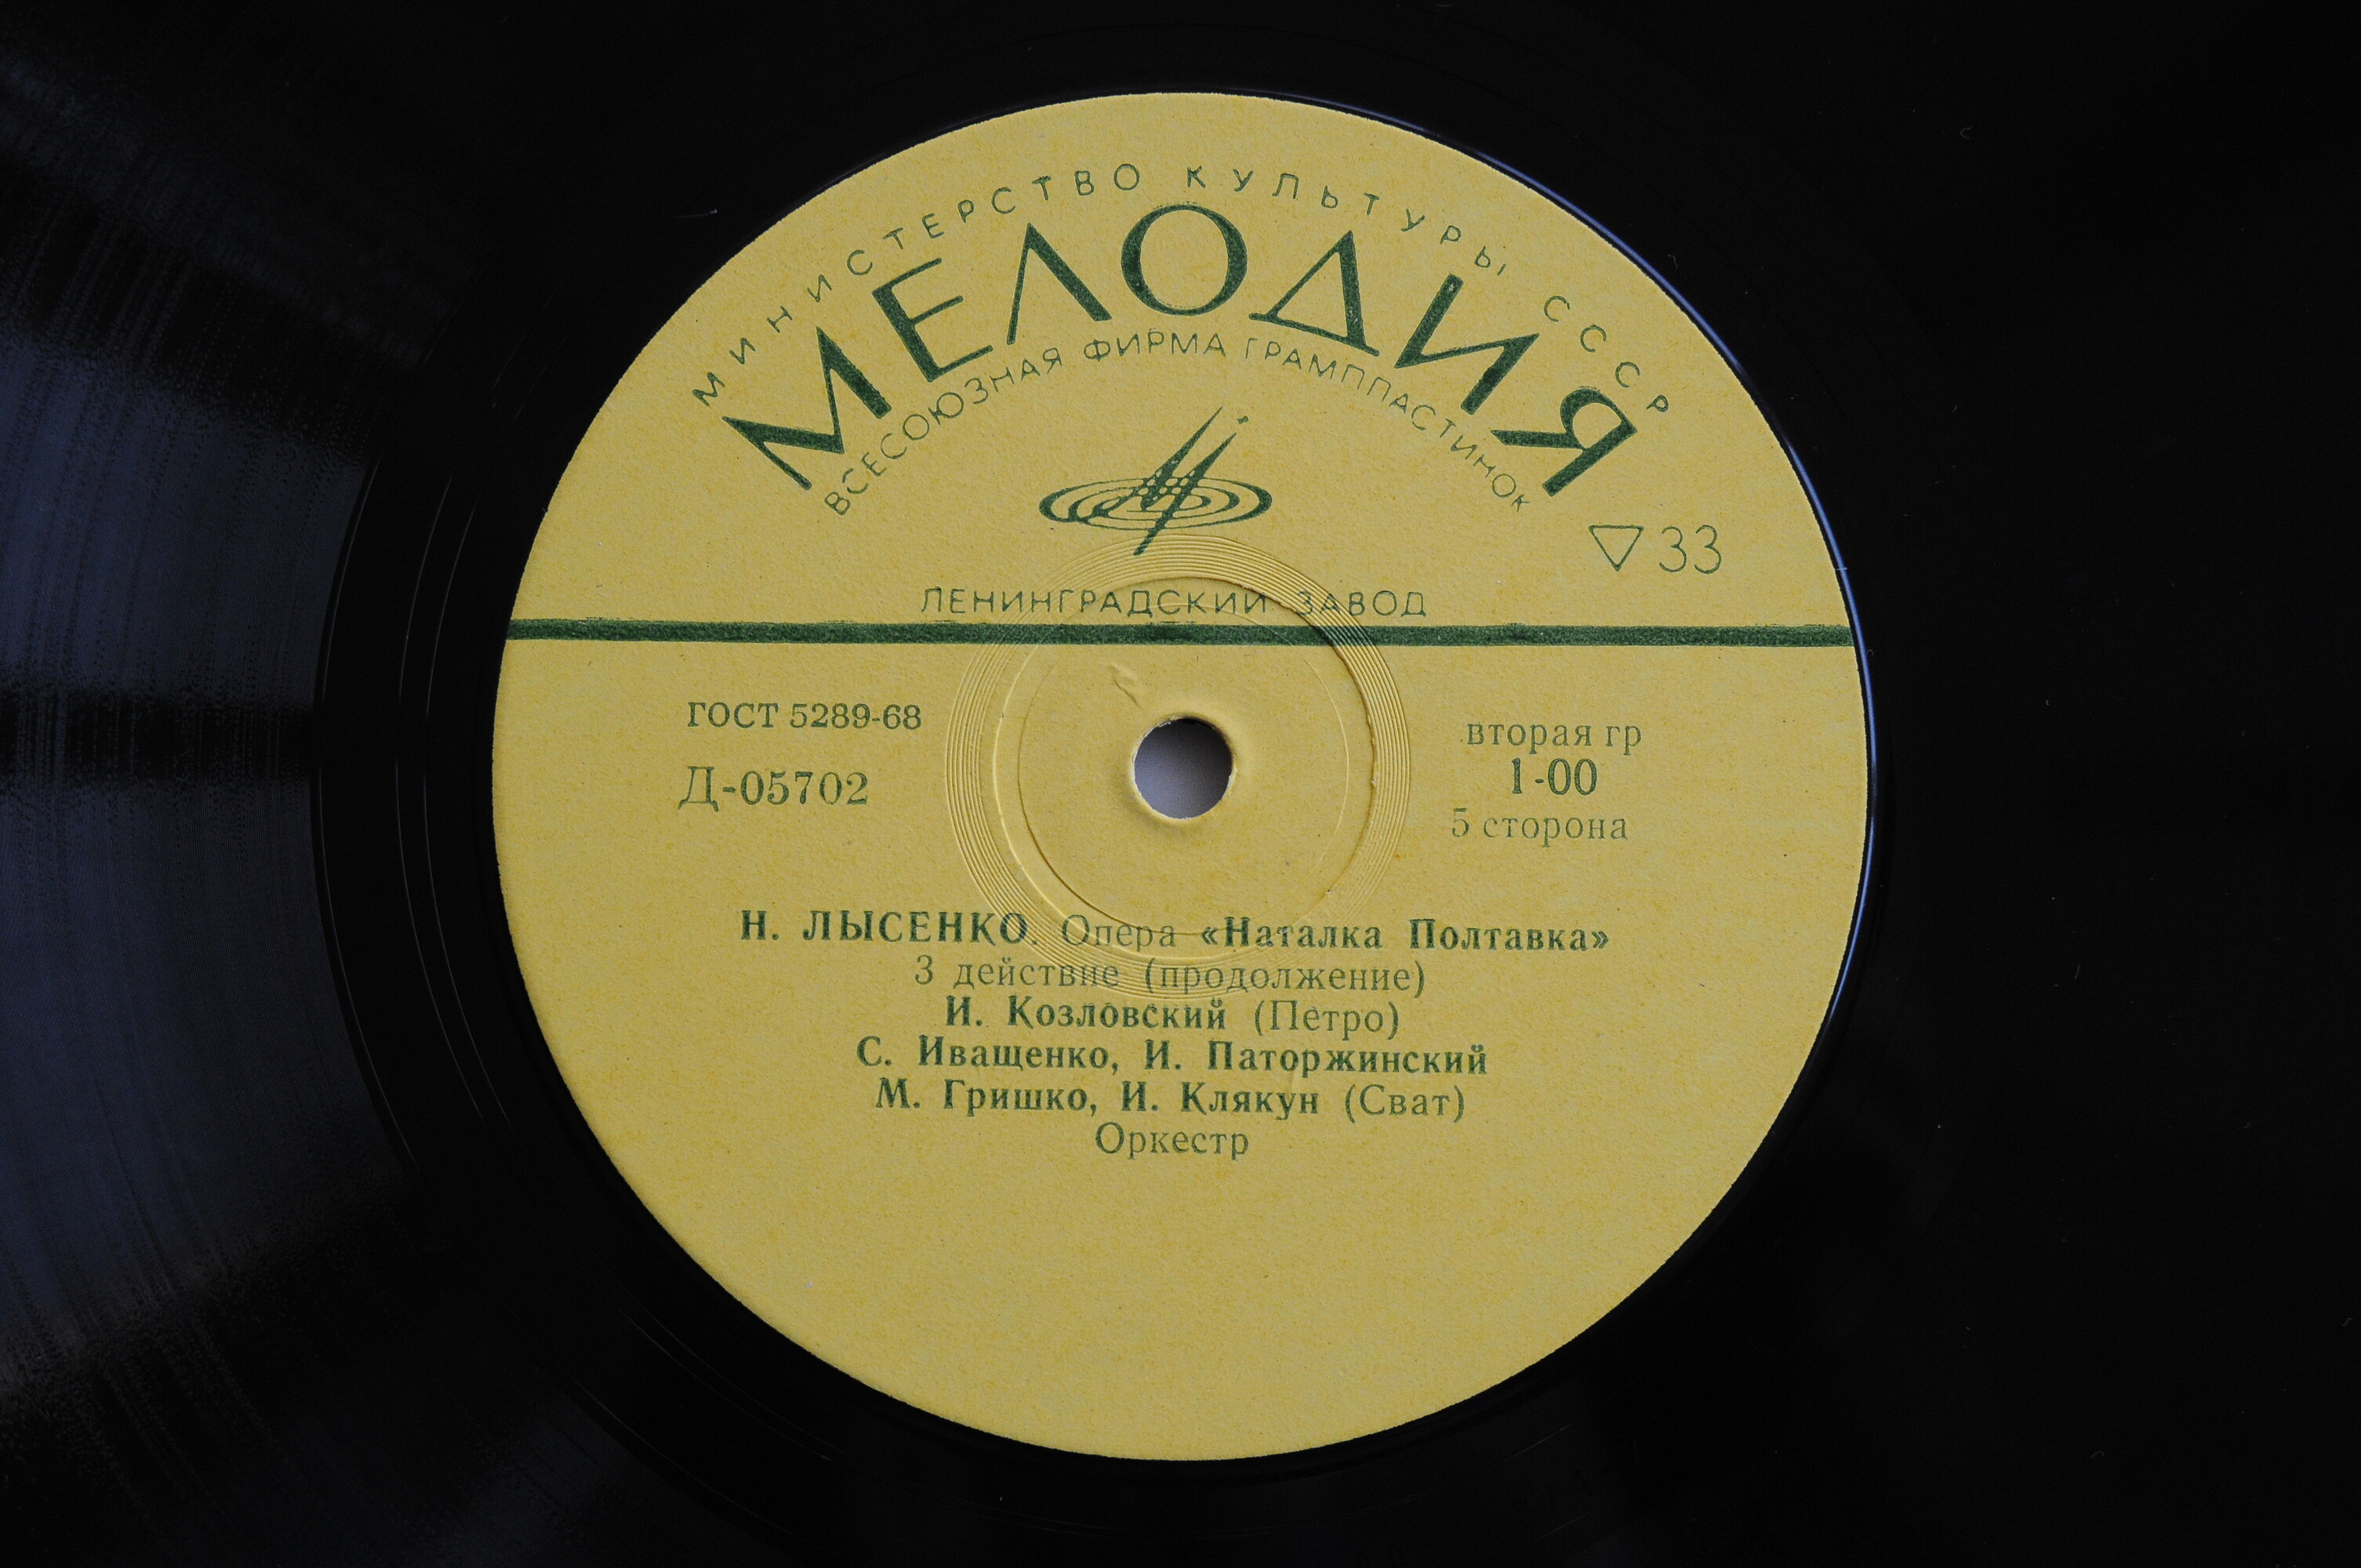 МИНИСТЕРСТВО КУЛЬТУРЫ СССР
МЕЛОДИЯ
ВСЕСОЮЗНАЯ ФИРМА ГРАМПЛАСТИНОК
▽33
ЛЕНИНГРАДСКИЙ ЗАВОД
ГОСТ 5289-68
Д-05702
вторая гр
1-00
5 сторона
Н. ЛЫСЕНКО. Опера «Наталка Полтавка»
3 действие (продолжение)
И. Козловский (Петро)
С. Иващенко, И. Паторжинский
М. Гришко, И. Клякун (Сват)
Оркестр